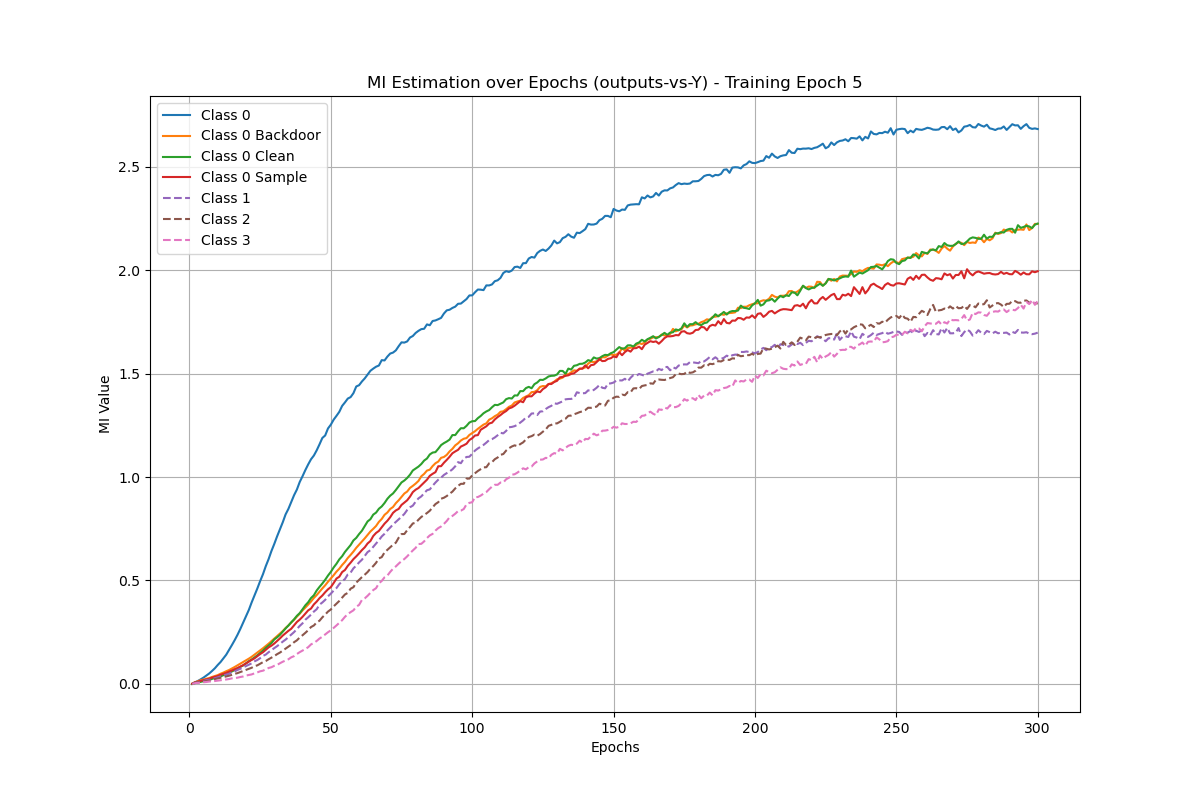 MI Estimation over Epochs (outputs-vs-Y) - Training Epoch 5
Class 0
Class 0 Backdoor
Class 0 Clean
Class 0 Sample
Class 1
Class 2
Class 3
MI Value
2.5
2.0
1.5
1.0
0.5
0.0
0 50 100 150 200 250 300
Epochs